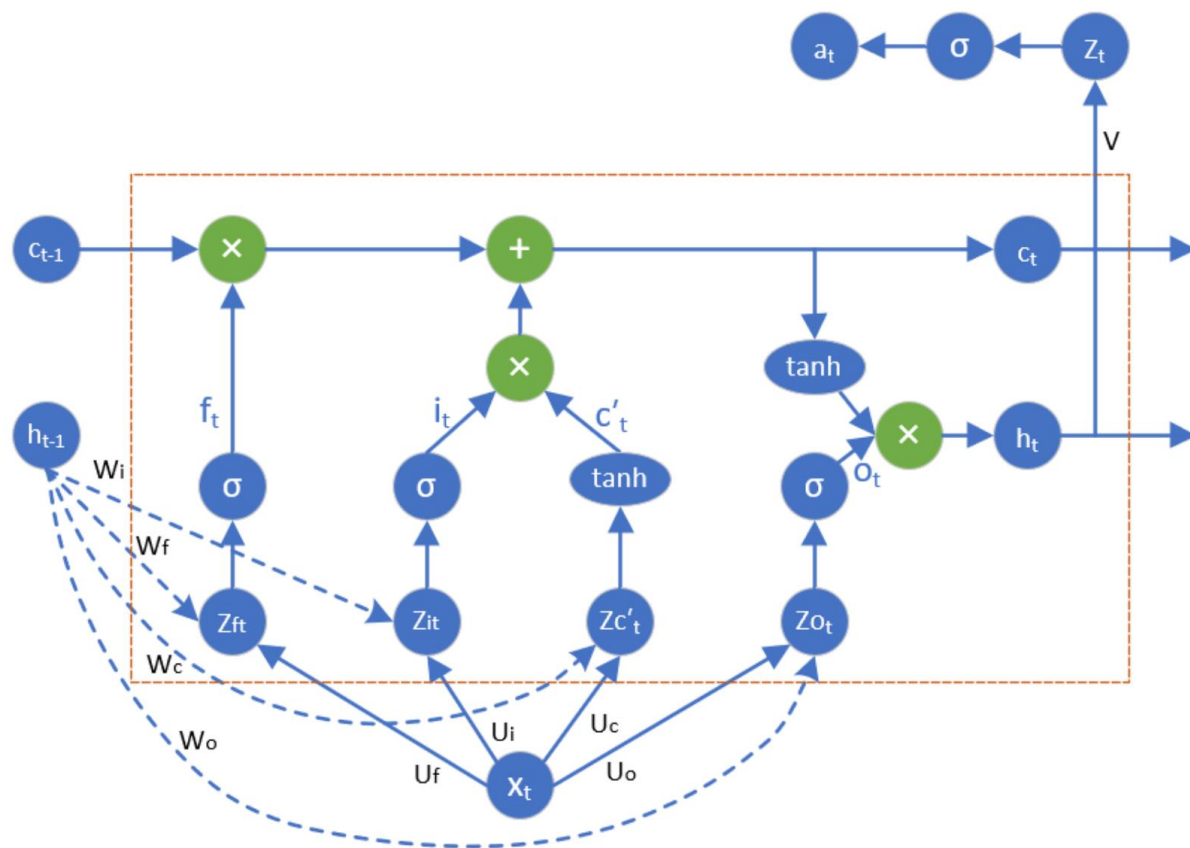 aₜ σ Zₜ
V
cₜ₋₁ × + cₜ
× tanh
fₜ iₜ c′ₜ
hₜ₋₁ × hₜ
Wi σ σ tanh σ oₜ
Wf
Zft Zit Zc′ₜ Zoₜ
Wc
Wo Uf Ui Uc Uo
xₜ